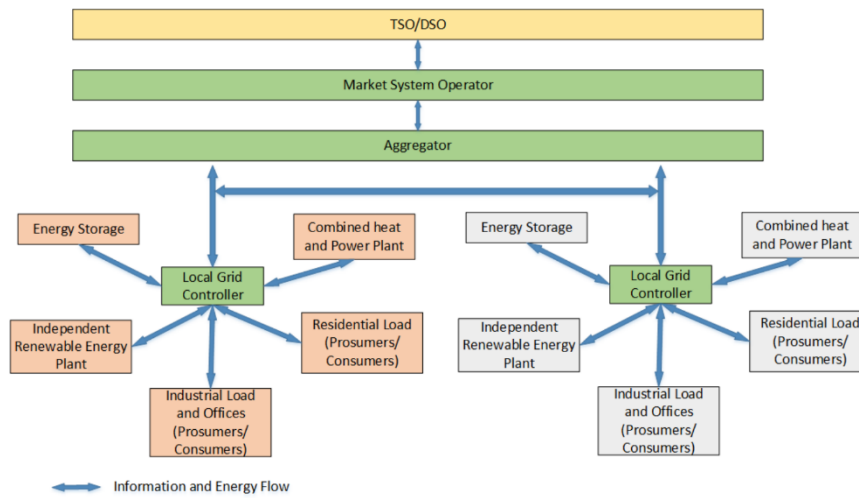 TSO/DSO
Market System Operator
Aggregator
Energy Storage
Combined heat
and Power Plant
Local Grid
Controller
Independent
Renewable Energy
Plant
Residential Load
(Prosumers/
Consumers)
Industrial Load
and Offices
(Prosumers/
Consumers)
Energy Storage
Combined heat
and Power Plant
Local Grid
Controller
Independent
Renewable Energy
Plant
Residential Load
(Prosumers/
Consumers)
Industrial Load
and Offices
(Prosumers/
Consumers)
Information and Energy Flow